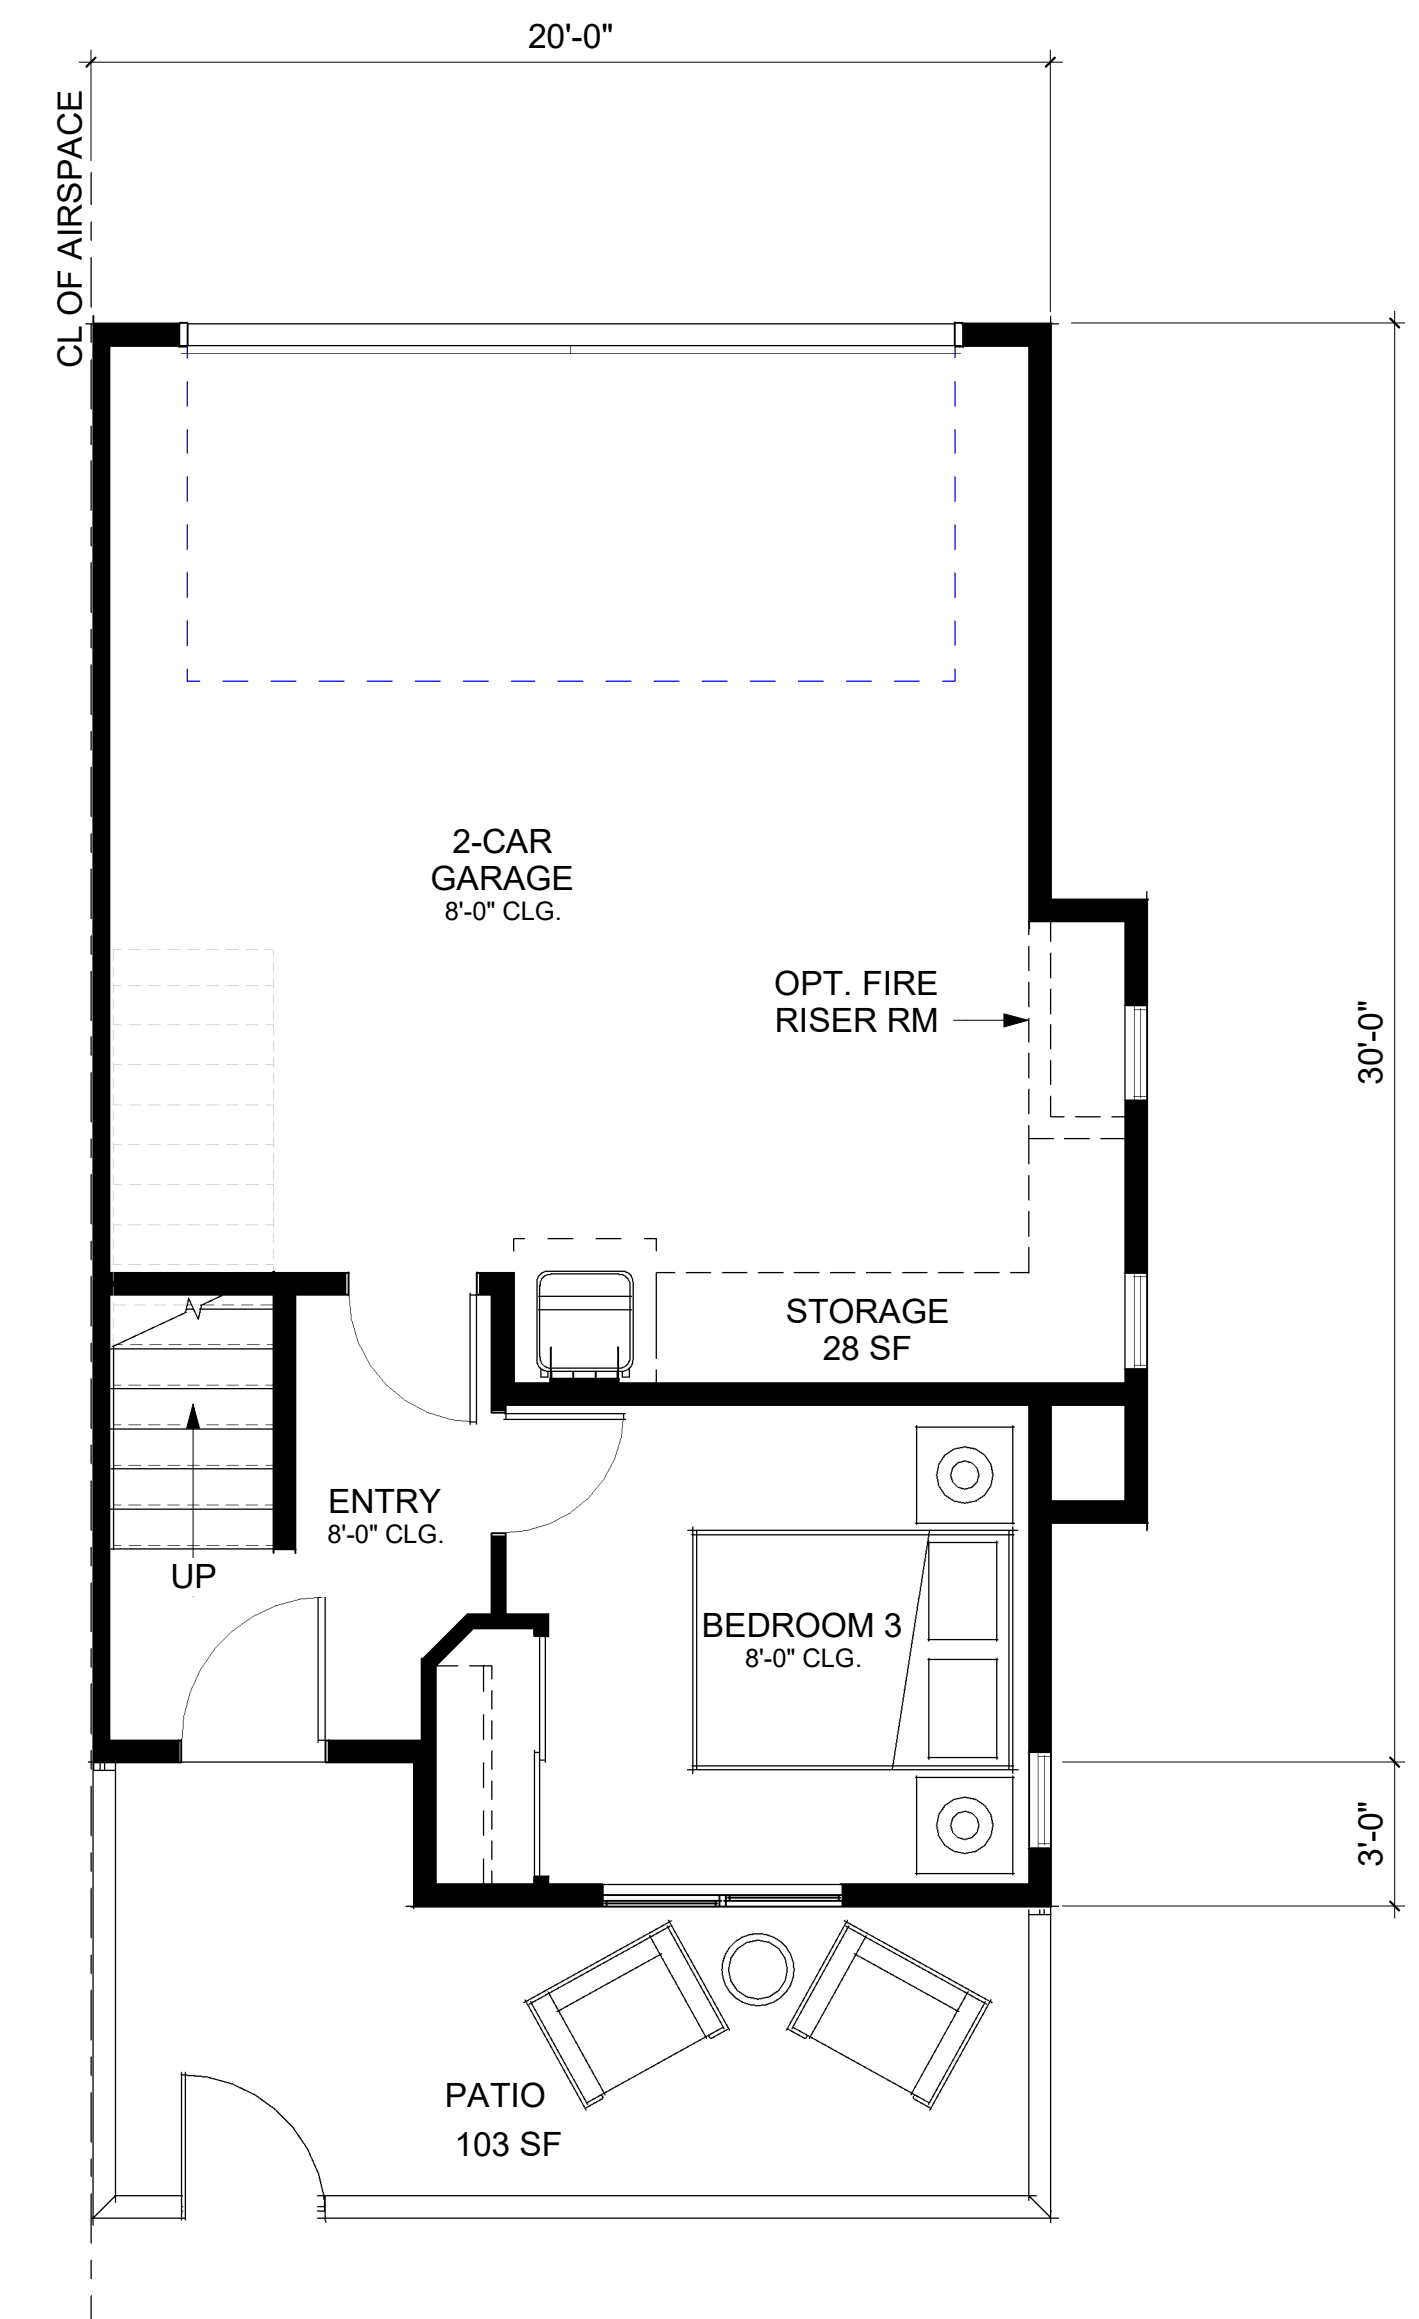 20'-0"
CL OF AIRSPACE
2-CAR
GARAGE
8'-0" CLG.
OPT. FIRE
RISER RM
30'-0"
STORAGE
28 SF
ENTRY
8'-0" CLG.
UP
BEDROOM 3
8'-0" CLG.
3'-0"
PATIO
103 SF